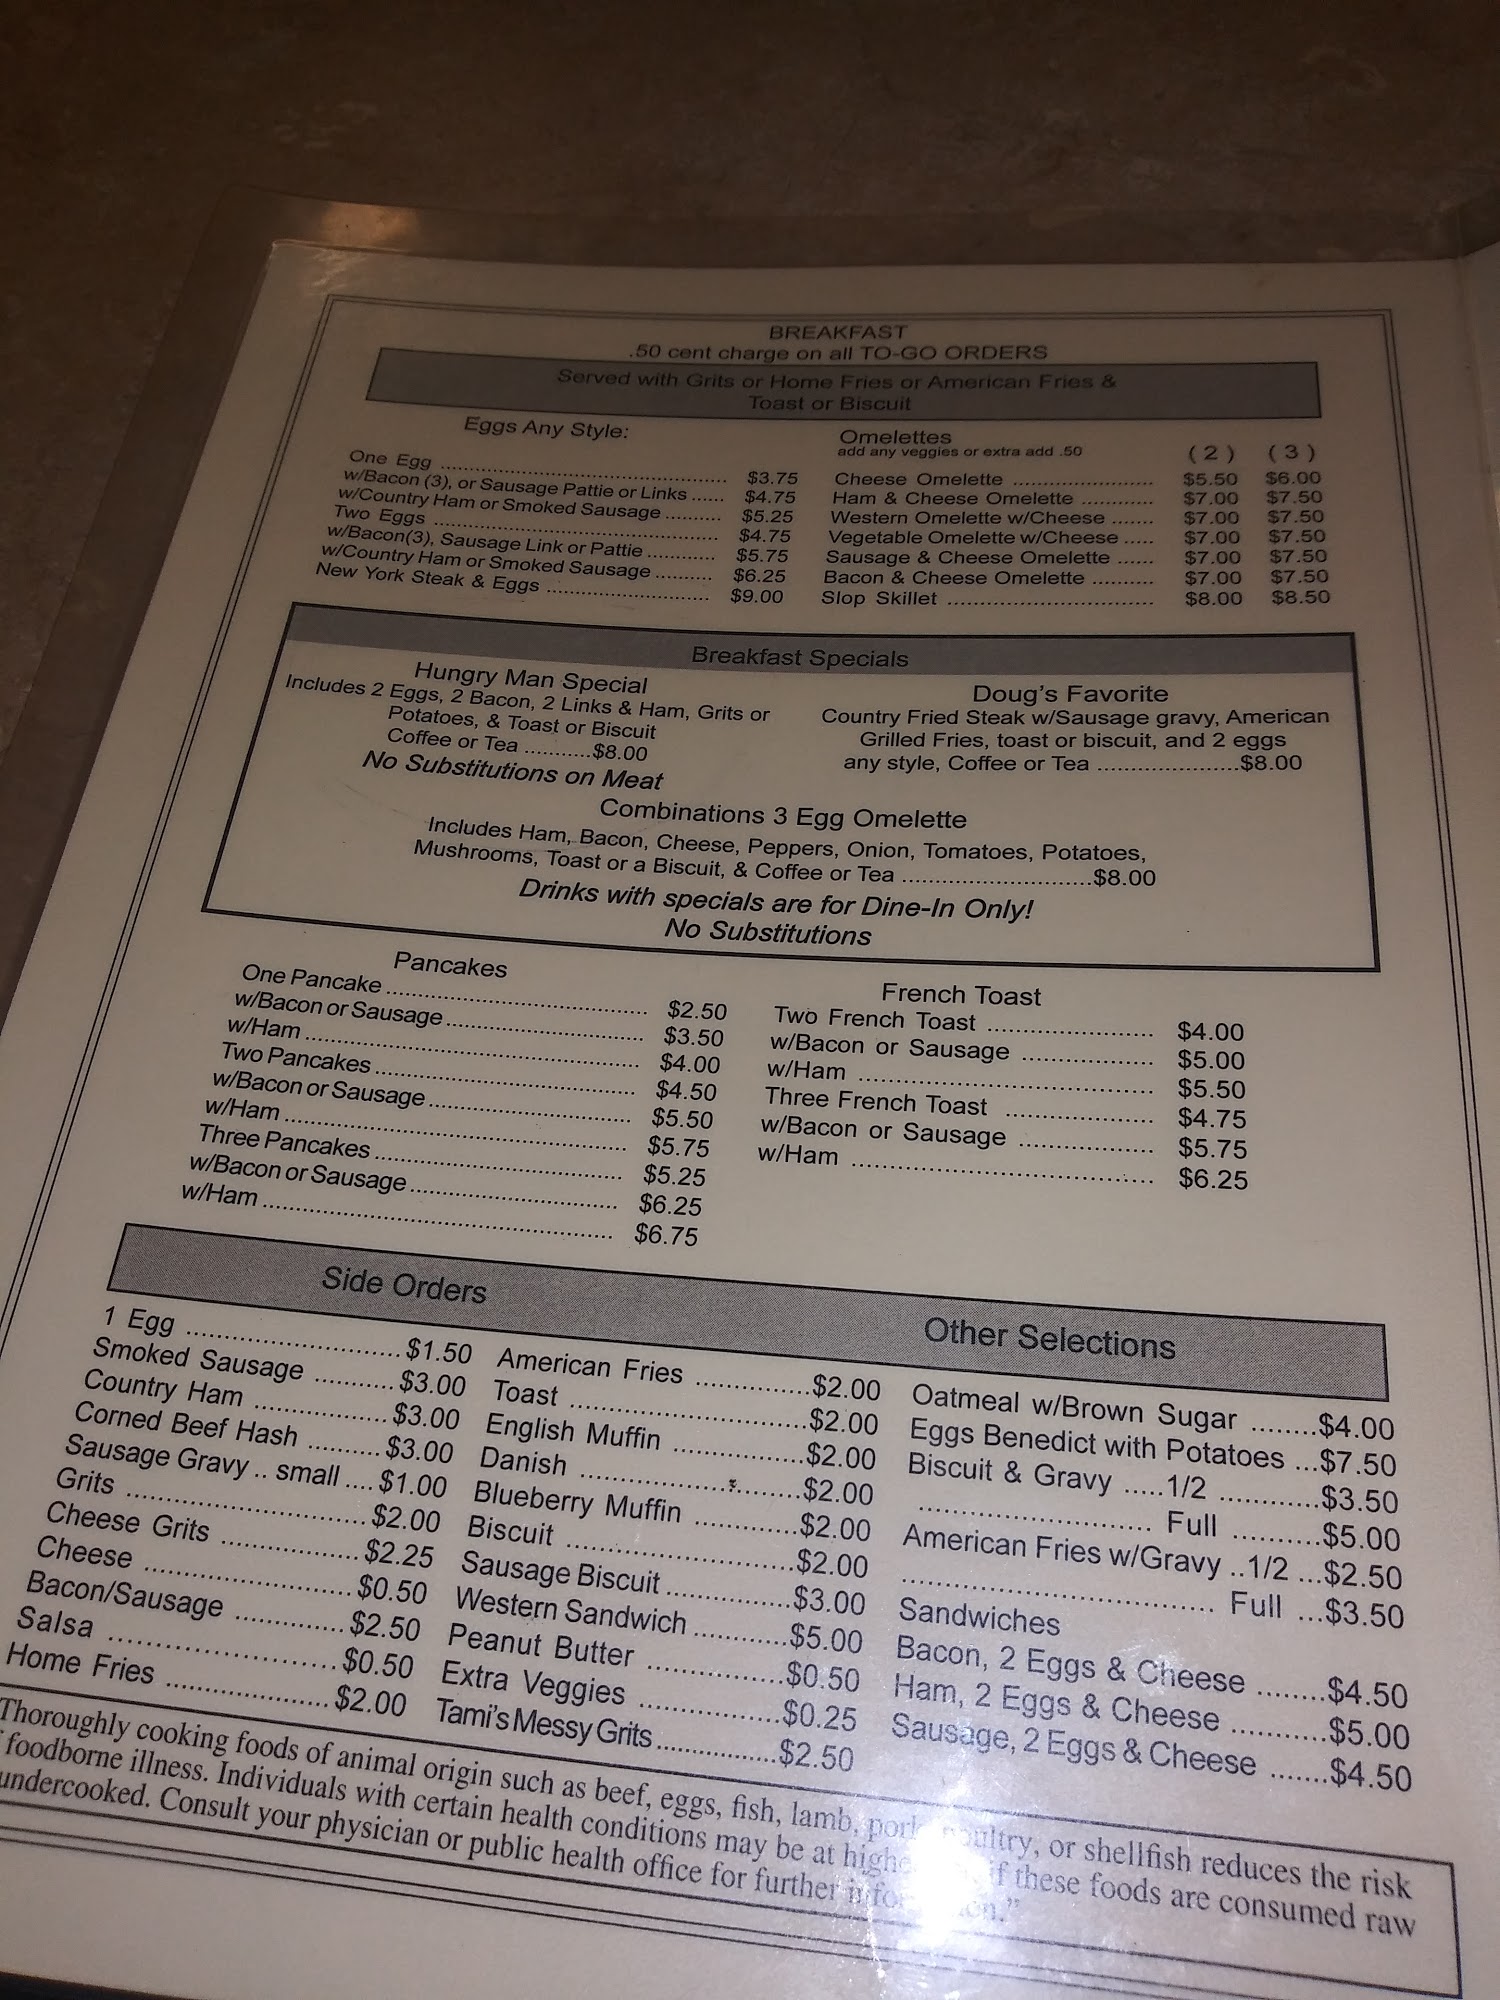 BREAKFAST
.50 cent charge on all TO-GO ORDERS
Served with Grits or Home Fries or American Fries &
Toast or Biscuit
Eggs Any Style:
One Egg ........................................ $3.75
w/Bacon (3), or Sausage Pattie or Links ...... $4.75
w/Country Ham or Smoked Sausage .......... $5.25
Two Eggs ........................................ $4.75
w/Bacon(3), Sausage Link or Pattie ............ $5.75
w/Country Ham or Smoked Sausage .......... $6.25
New York Steak & Eggs ............................ $9.00
Omelettes
add any veggies or extra add .50
( 2 ) ( 3 )
Cheese Omelette .......................... $5.50 $6.00
Ham & Cheese Omelette ............. $7.00 $7.50
Western Omelette w/Cheese ....... $7.00 $7.50
Vegetable Omelette w/Cheese ..... $7.00 $7.50
Sausage & Cheese Omelette ...... $7.00 $7.50
Bacon & Cheese Omelette .......... $7.00 $7.50
Slop Skillet ..................................... $8.00 $8.50
Breakfast Specials
Hungry Man Special
Includes 2 Eggs, 2 Bacon, 2 Links & Ham, Grits or
Potatoes, & Toast or Biscuit
Coffee or Tea ...........$8.00
No Substitutions on Meat
Doug's Favorite
Country Fried Steak w/Sausage gravy, American
Grilled Fries, toast or biscuit, and 2 eggs
any style, Coffee or Tea .....................$8.00
Combinations 3 Egg Omelette
Includes Ham, Bacon, Cheese, Peppers, Onion, Tomatoes, Potatoes,
Mushrooms, Toast or a Biscuit, & Coffee or Tea ............................$8.00
Drinks with specials are for Dine-In Only!
No Substitutions
Pancakes
One Pancake ........................................ $2.50
w/Bacon or Sausage .............................. $3.50
w/Ham .................................................. $4.00
Two Pancakes ....................................... $4.50
w/Bacon or Sausage .............................. $5.50
w/Ham .................................................. $5.75
Three Pancakes ..................................... $5.25
w/Bacon or Sausage .............................. $6.25
w/Ham .................................................. $6.75
French Toast
Two French Toast ........................ $4.00
w/Bacon or Sausage ................... $5.00
w/Ham .......................................... $5.50
Three French Toast ...................... $4.75
w/Bacon or Sausage ................... $5.75
w/Ham .......................................... $6.25
Side Orders
1 Egg ..............................$1.50
Smoked Sausage ...........$3.00
Country Ham ..................$3.00
Corned Beef Hash ..........$3.00
Sausage Gravy .. small ....$1.00
Grits ................................$2.00
Cheese Grits ...................$2.25
Cheese ............................$0.50
Bacon/Sausage ..............$2.50
Salsa ...............................$0.50
Home Fries ......................$2.00
American Fries ................$2.00
Toast ................................$2.00
English Muffin ..................$2.00
Danish ..............................$2.00
Blueberry Muffin ...............$2.00
Biscuit ...............................$2.00
Sausage Biscuit ................$3.00
Western Sandwich ............$5.00
Peanut Butter ....................$0.50
Extra Veggies ....................$0.25
Tami's Messy Grits.............$2.50
Other Selections
Oatmeal w/Brown Sugar ........$4.00
Eggs Benedict with Potatoes ...$7.50
Biscuit & Gravy .....1/2 ............$3.50
................................ Full ..........$5.00
American Fries w/Gravy ..1/2 ...$2.50
.......................................... Full ...$3.50
Sandwiches
Bacon, 2 Eggs & Cheese ........$4.50
Ham, 2 Eggs & Cheese ..........$5.00
Sausage, 2 Eggs & Cheese .......$4.50
Thoroughly cooking foods of animal origin such as beef, eggs, fish, lamb, pork, poultry, or shellfish reduces the risk
foodborne illness. Individuals with certain health conditions may be at if these foods are consumed raw
undercooked. Consult your physician or public health office for further